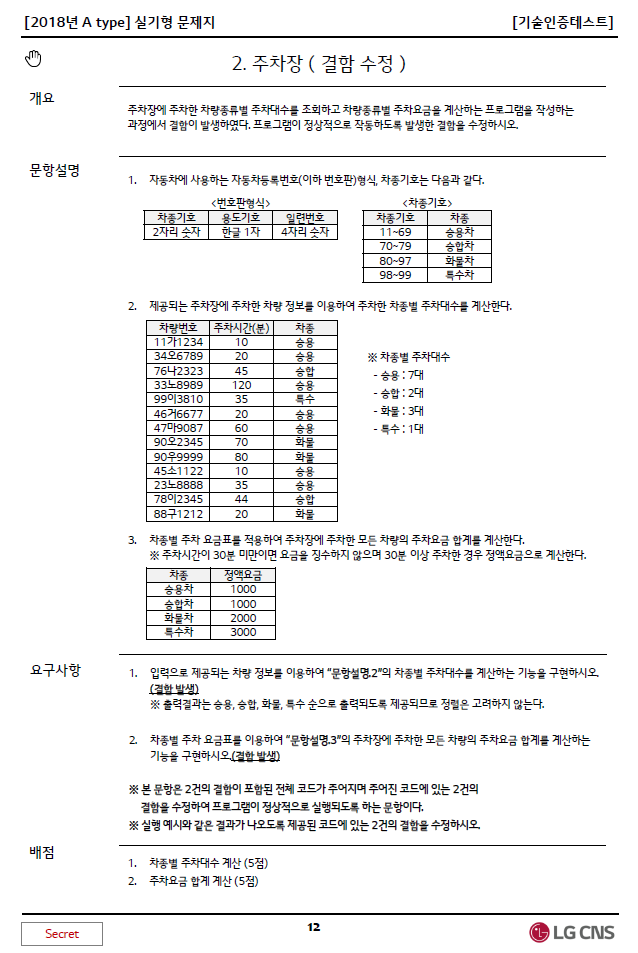 [2018년 A type] 실기형 문제지 [기술인증테스트]
2. 주차장 ( 결함 수정 )
개요
주차장에 주차한 차량종류별 주차대수를 조회하고 차량종류별 주차요금을 계산하는 프로그램을 작성하는
과정에서 결함이 발생하였다. 프로그램이 정상적으로 작동하도록 발생한 결함을 수정하시오.
문항설명
1. 자동차에 사용하는 자동차등록번호(이하 번호판)형식, 차종기호는 다음과 같다.
<번호판형식> <차종기호>
차종기호 용도기호 일련번호 차종기호 차종
2자리 숫자 한글 1자 4자리 숫자 11~69 승용차
70~79 승합차
80~97 화물차
98~99 특수차
2. 제공되는 주차장에 주차한 차량 정보를 이용하여 주차한 차종별 주차대수를 계산한다.
차량번호 주차시간(분) 차종
11가1234 10 승용
34오6789 20 승용
76나2323 45 승합
33노8989 120 승용
99이3810 35 특수
46거6677 20 승용
47마9087 60 승용
90오2345 70 화물
90우9999 80 화물
45소1122 10 승용
23노8888 35 승용
78이2345 44 승합
88구1212 20 화물
※ 차종별 주차대수
- 승용 : 7대
- 승합 : 2대
- 화물 : 3대
- 특수 : 1대
3. 차종별 주차 요금표를 적용하여 주차장에 주차한 모든 차량의 주차요금 합계를 계산한다.
※ 주차시간이 30분 미만이면 요금을 징수하지 않으며 30분 이상 주차한 경우 정액요금으로 계산한다.
차종 정액요금
승용차 1000
승합차 1000
화물차 2000
특수차 3000
요구사항
1. 입력으로 제공되는 차량 정보를 이용하여 “문항설명.2”의 차종별 주차대수를 계산하는 기능을 구현하시오.
(결함 발생)
※ 출력결과는 승용, 승합, 화물, 특수 순으로 출력되도록 제공되므로 정렬은 고려하지 않는다.
2. 차종별 주차 요금표를 이용하여 “문항설명.3”의 주차장에 주차한 모든 차량의 주차요금 합계를 계산하는
기능을 구현하시오.(결함 발생)
※ 본 문항은 2건의 결함이 포함된 전체 코드가 주어지며 주어진 코드에 있는 2건의
결함을 수정하여 프로그램이 정상적으로 실행되도록 하는 문항이다.
※ 실행 예시와 같은 결과가 나오도록 제공된 코드에 있는 2건의 결함을 수정하시오.
배점
1. 차종별 주차대수 계산 (5점)
2. 주차요금 합계 계산 (5점)
Secret 12 LG CNS